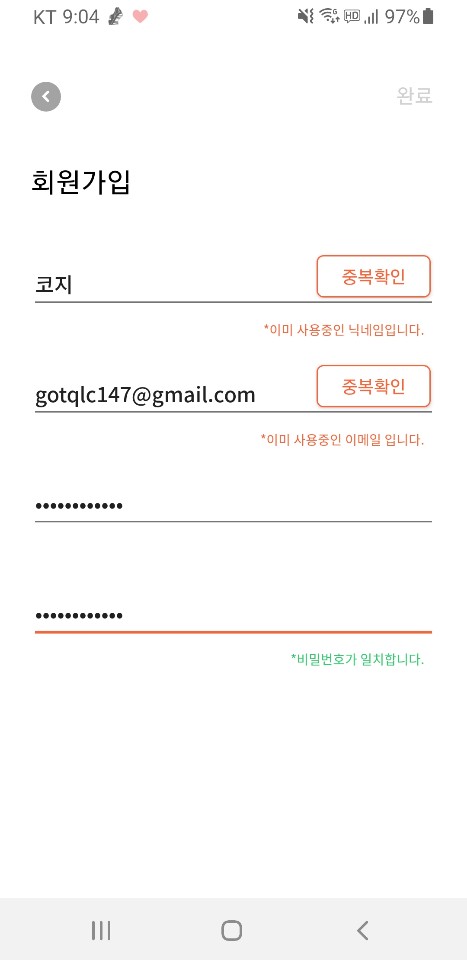 KT 9:04 HD 97%
완료
회원가입
코지
중복확인
*이미 사용중인 닉네임입니다.
gotqlc147@gmail.com
중복확인
*이미 사용중인 이메일 입니다.
••••••••••••
••••••••••••
*비밀번호가 일치합니다.